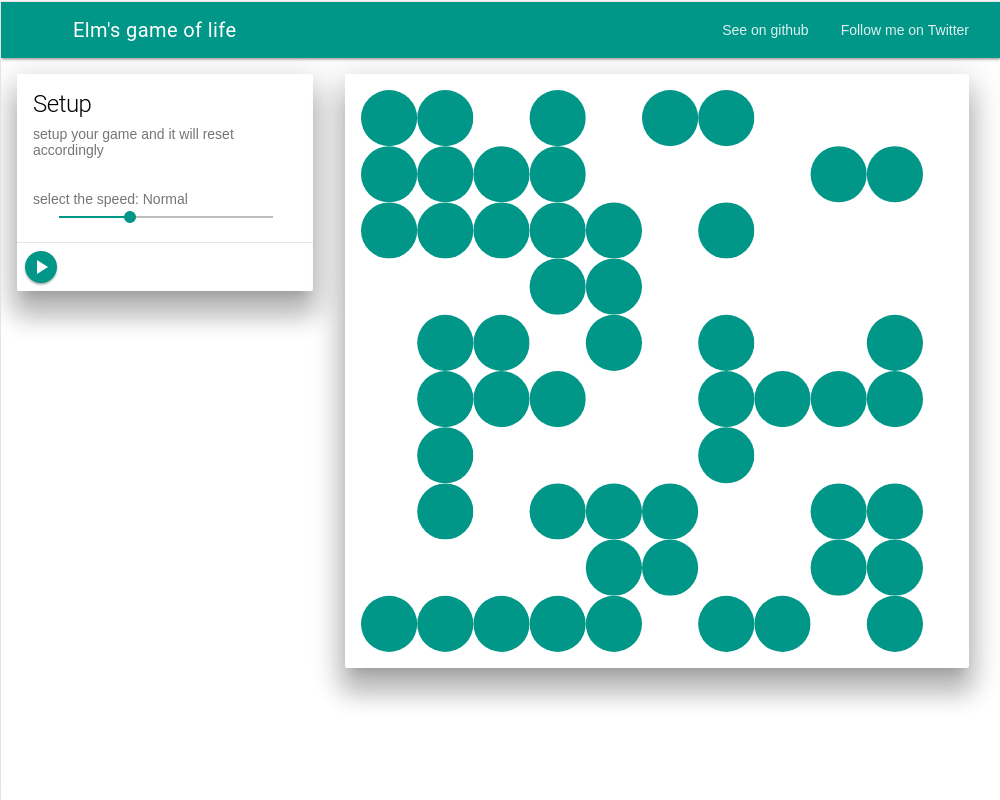 Elm's game of life
See on github
Follow me on Twitter
Setup
setup your game and it will reset
accordingly
select the speed: Normal